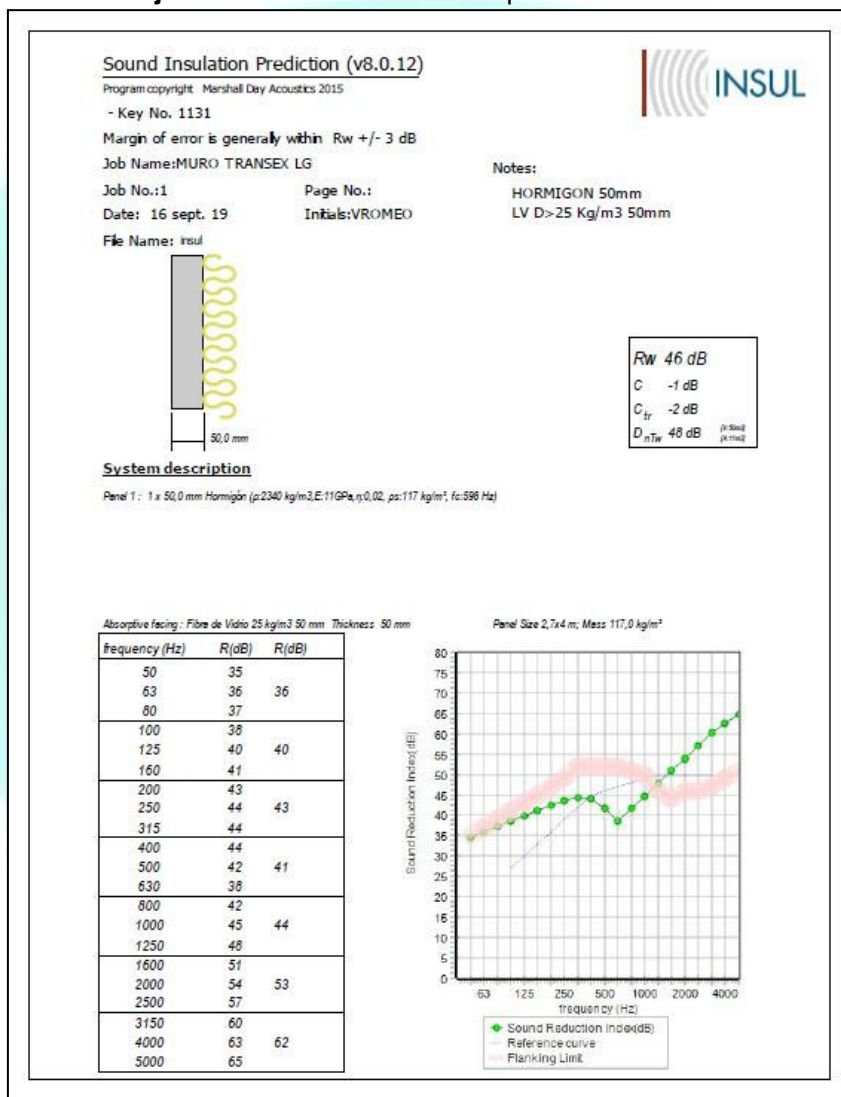 Sound Insulation Prediction (v8.0.12)
Program copyright Marshall Day Acoustics 2015
- Key No. 1131
Margin of error is generally within Rw +/- 3 dB
Job Name:MURO TRANSEX LG
Job No.:1 Page No.:
Date: 16 sept. 19 Initials:VROMEO
File Name: insul
INSUL
Notes:
HORMIGON 50mm
LV D>25 Kg/m3 50mm
50,0 mm
Rw 46 dB
C -1 dB
Ctr -2 dB
DnTw 48 dB
System description
Panel 1 : 1 x 50,0 mm Hormigón (ρ:2340 kg/m3,E:11GPa,η:0,02, ρs:117 kg/m², fc:598 Hz)
Absorptive facing : Fibre de Vidrio 25 kg/m3 50 mm Thickness 50 mm
Panel Size 2,7x4 m; Mass 117,0 kg/m²
frequency (Hz) R(dB) R(dB)
50 35
63 36 36
80 37
100 38
125 40 40
160 41
200 43
250 44 43
315 44
400 44
500 42 41
630 38
800 42
1000 45 44
1250 48
1600 51
2000 54 53
2500 57
3150 60
4000 63 62
5000 65
Sound Reduction Index(dB)
80
75
70
65
60
55
50
45
40
35
30
25
20
15
10
5
0
63 125 250 500 1000 2000 4000
frequency (Hz)
Sound Reduction Index(dB)
Reference curve
Flanking Limit